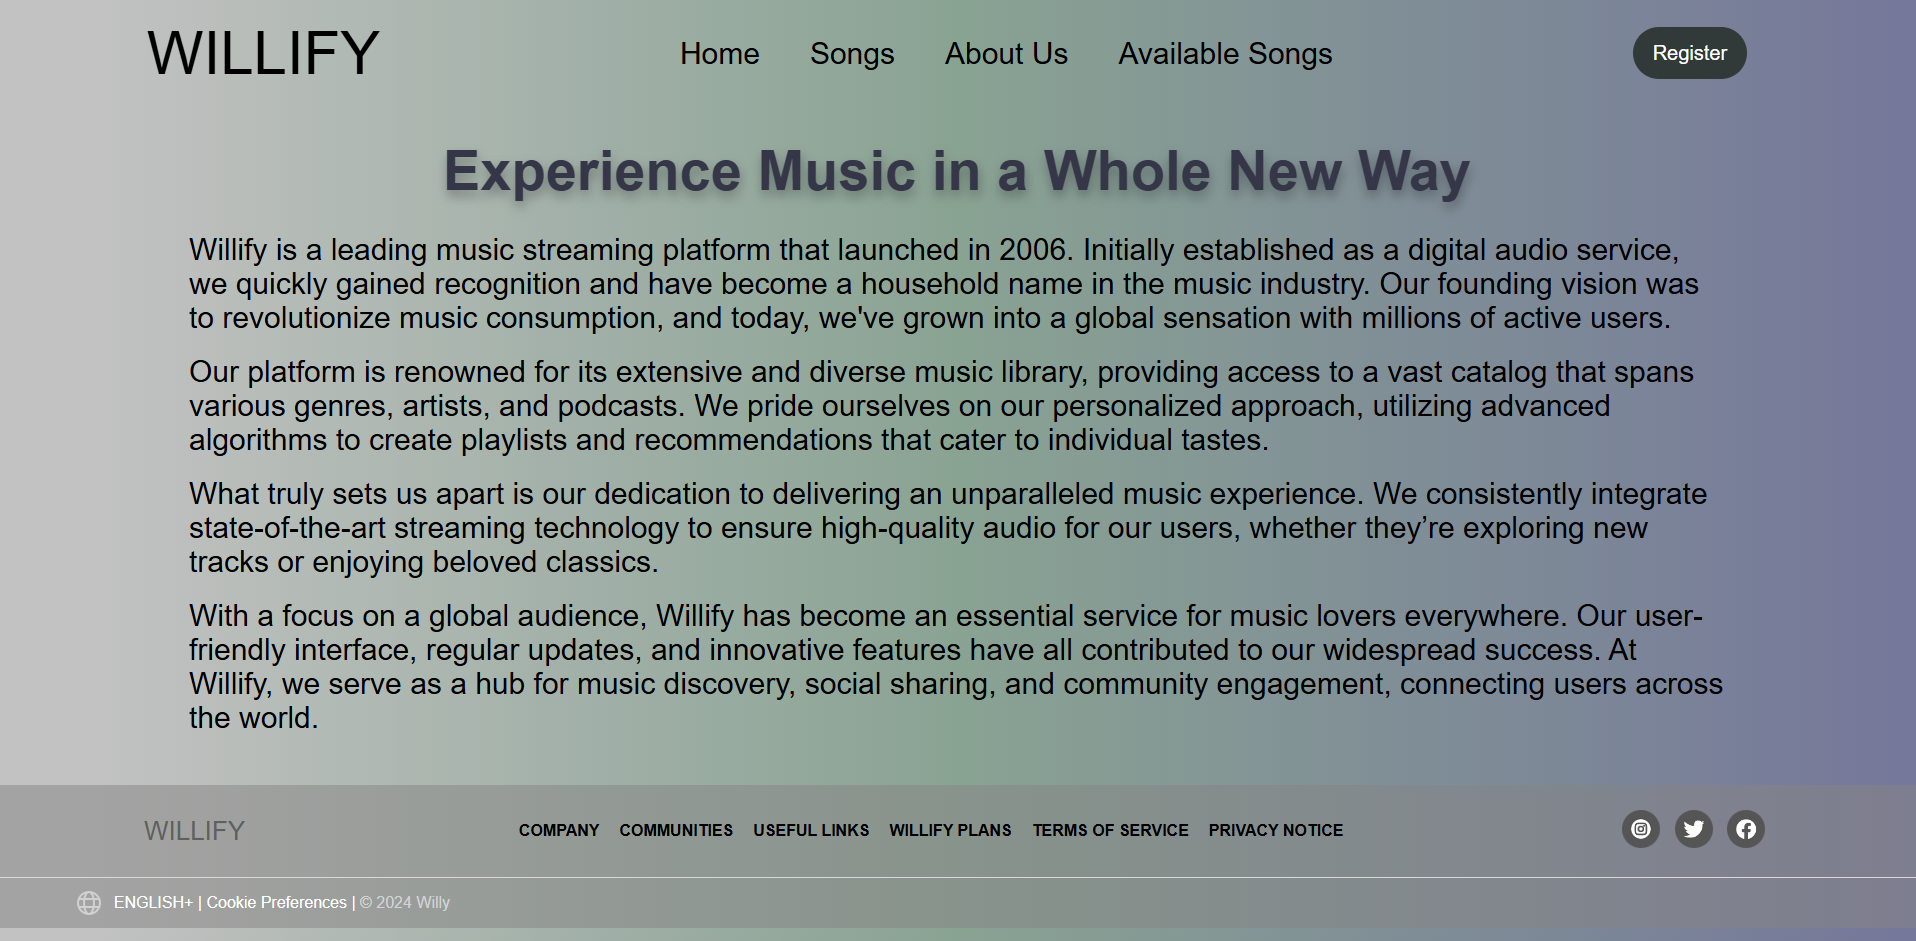 WILLIFY
Home
Songs
About Us
Available Songs
Register
Experience Music in a Whole New Way
Willify is a leading music streaming platform that launched in 2006. Initially established as a digital audio service,
we quickly gained recognition and have become a household name in the music industry. Our founding vision was
to revolutionize music consumption, and today, we've grown into a global sensation with millions of active users.
Our platform is renowned for its extensive and diverse music library, providing access to a vast catalog that spans
various genres, artists, and podcasts. We pride ourselves on our personalized approach, utilizing advanced
algorithms to create playlists and recommendations that cater to individual tastes.
What truly sets us apart is our dedication to delivering an unparalleled music experience. We consistently integrate
state-of-the-art streaming technology to ensure high-quality audio for our users, whether they’re exploring new
tracks or enjoying beloved classics.
With a focus on a global audience, Willify has become an essential service for music lovers everywhere. Our user-
friendly interface, regular updates, and innovative features have all contributed to our widespread success. At
Willify, we serve as a hub for music discovery, social sharing, and community engagement, connecting users across
the world.
WILLIFY
COMPANY
COMMUNITIES
USEFUL LINKS
WILLIFY PLANS
TERMS OF SERVICE
PRIVACY NOTICE
ENGLISH+ | Cookie Preferences | © 2024 Willy